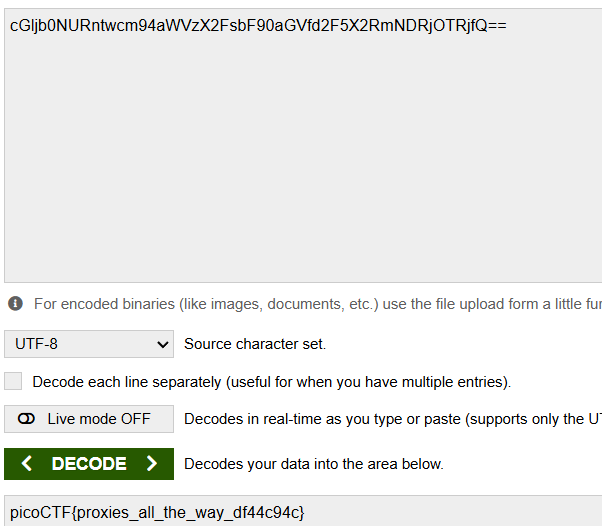 cGljb0NURntwcm94aWVzX2FsbF90aGVfd2F5X2RmNDRjOTRjfQ==
For encoded binaries (like images, documents, etc.) use the file upload form a little fur
UTF-8 Source character set.
Decode each line separately (useful for when you have multiple entries).
Live mode OFF Decodes in real-time as you type or paste (supports only the UT
DECODE Decodes your data into the area below.
picoCTF{proxies_all_the_way_df44c94c}